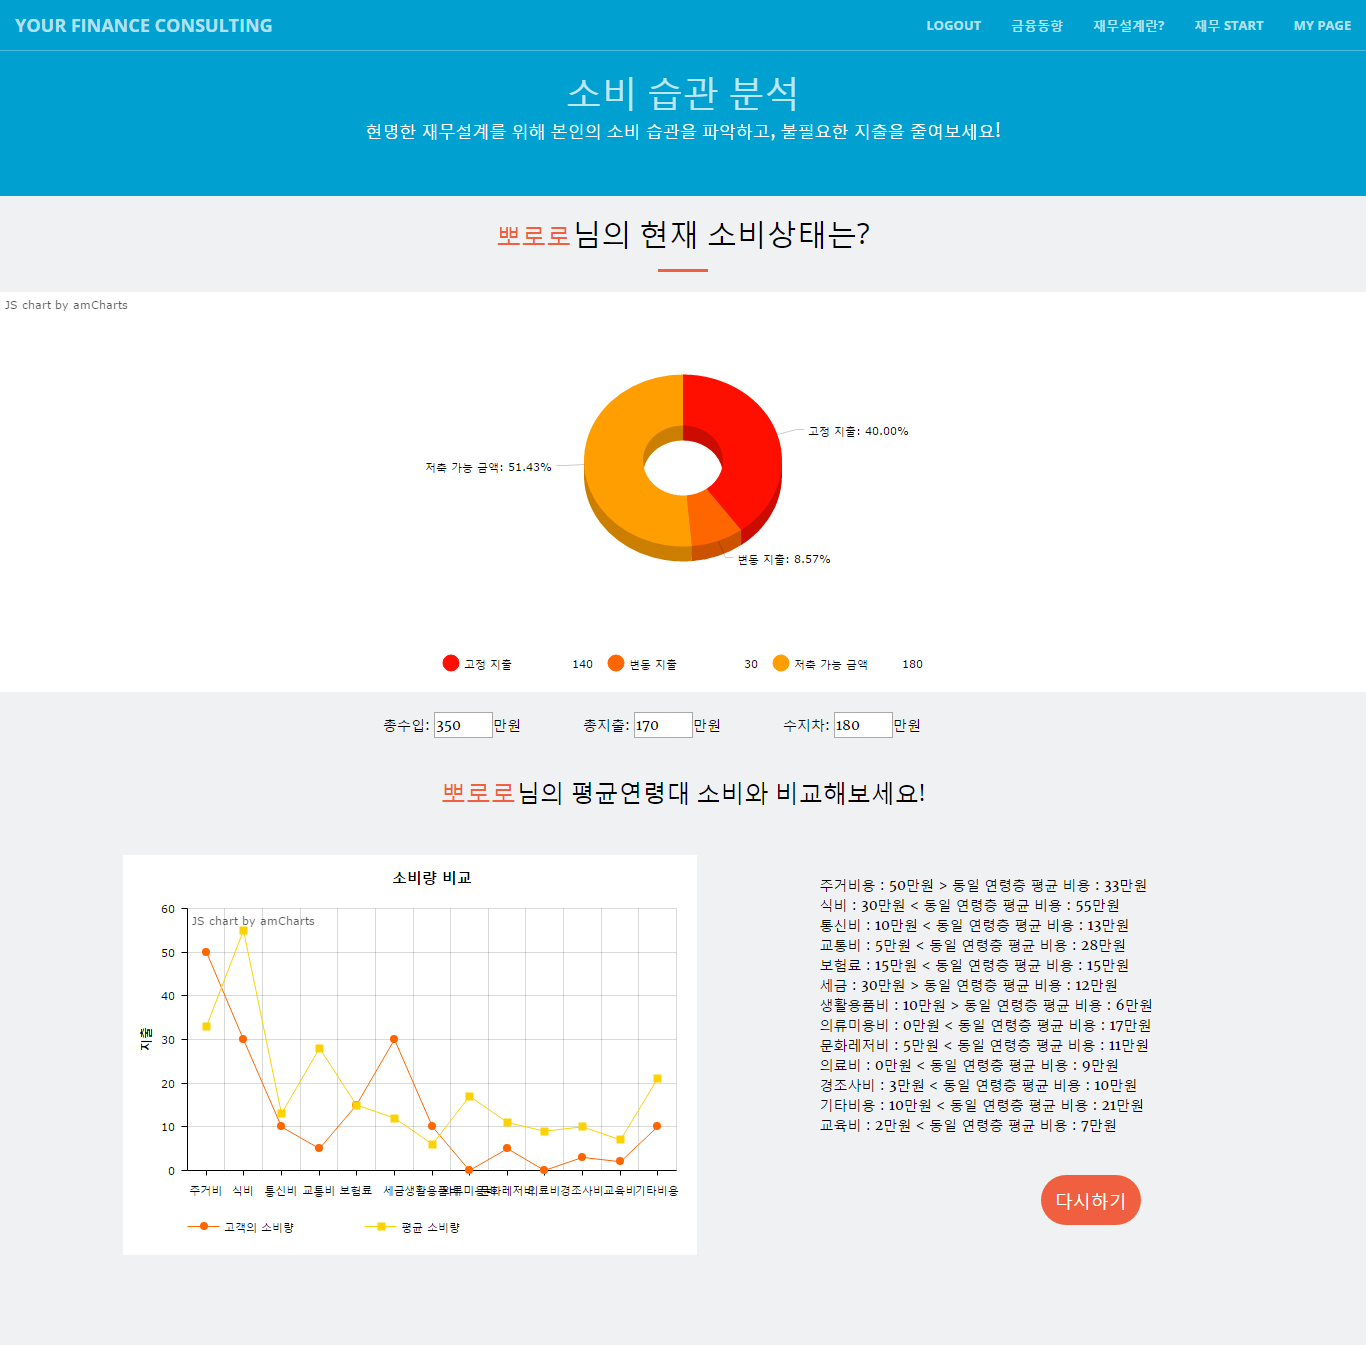 YOUR FINANCE CONSULTING
LOGOUT 금융동향 재무설계란? 재무 START MY PAGE
소비 습관 분석
현명한 재무설계를 위해 본인의 소비 습관을 파악하고, 불필요한 지출을 줄여보세요!
뽀로로님의 현재 소비상태는?
JS chart by amCharts
고정 지출: 40.00%
저축 가능 금액: 51.43%
변동 지출: 8.57%
고정 지출 140 변동 지출 30 저축 가능 금액 180
총수입: 350만원 총지출: 170만원 수지차: 180만원
뽀로로님의 평균연령대 소비와 비교해보세요!
소비량 비교
JS chart by amCharts
60
50
40
30
20
10
0
지출
주거비 식비 통신비 교통비 보험료 세금 생활용품비 의류미용비 문화레저비 의료비 경조사비 교육비 기타비용
고객의 소비량 평균 소비량
주거비용 : 50만원 > 동일 연령층 평균 비용 : 33만원
식비 : 30만원 < 동일 연령층 평균 비용 : 55만원
통신비 : 10만원 < 동일 연령층 평균 비용 : 13만원
교통비 : 5만원 < 동일 연령층 평균 비용 : 28만원
보험료 : 15만원 < 동일 연령층 평균 비용 : 15만원
세금 : 30만원 > 동일 연령층 평균 비용 : 12만원
생활용품비 : 10만원 > 동일 연령층 평균 비용 : 6만원
의류미용비 : 0만원 < 동일 연령층 평균 비용 : 17만원
문화레저비 : 5만원 < 동일 연령층 평균 비용 : 11만원
의료비 : 0만원 < 동일 연령층 평균 비용 : 9만원
경조사비 : 3만원 < 동일 연령층 평균 비용 : 10만원
기타비용 : 10만원 < 동일 연령층 평균 비용 : 21만원
교육비 : 2만원 < 동일 연령층 평균 비용 : 7만원
다시하기